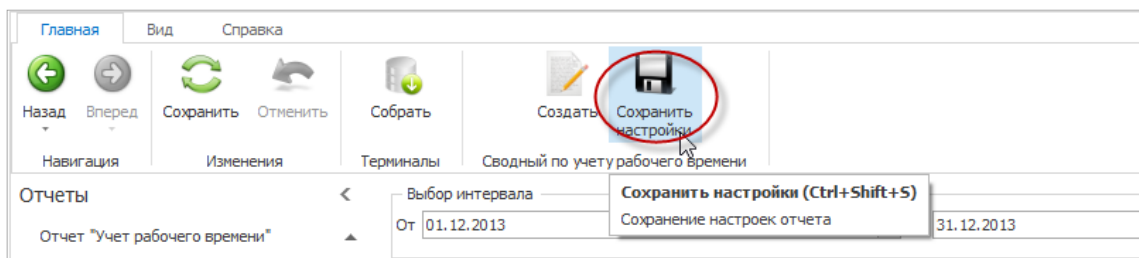 Главная Вид Справка
Назад Вперед Сохранить Отменить Собрать Создать Сохранить
настройки
Навигация Изменения Терминалы Сводный по учету рабочего времени
Отчеты
Выбор интервала
Сохранить настройки (Ctrl+Shift+S)
От 01.12.2013
Сохранение настроек отчета
31.12.2013
Отчет "Учет рабочего времени"